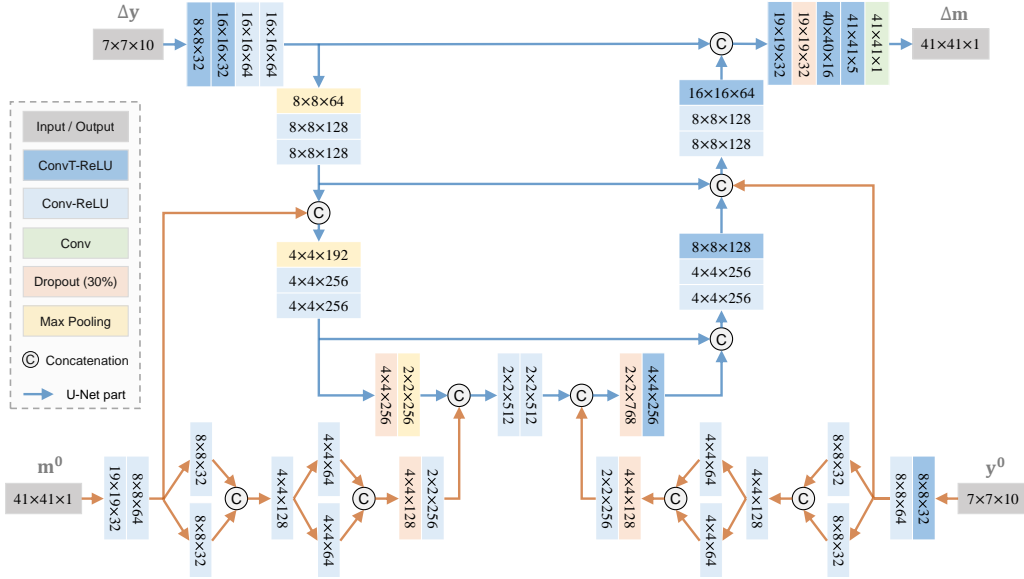 Δy
7×7×10
8×8×32
16×16×32
16×16×64
16×16×64
C
19×19×32
19×19×32
40×40×16
41×41×5
41×41×1
Δm
41×41×1
Input / Output
ConvT-ReLU
Conv-ReLU
Conv
Dropout (30%)
Max Pooling
C Concatenation
U-Net part
8×8×64
8×8×128
8×8×128
16×16×64
8×8×128
8×8×128
C
C
4×4×192
4×4×256
4×4×256
8×8×128
4×4×256
4×4×256
C
4×4×256
2×2×256
C
2×2×512
2×2×512
C
2×2×768
4×4×256
m⁰
41×41×1
19×19×32
8×8×64
8×8×32
8×8×32
C
4×4×128
4×4×64
4×4×64
C
4×4×128
2×2×256
2×2×256
4×4×128
C
4×4×64
4×4×64
4×4×128
C
8×8×32
8×8×32
8×8×64
8×8×32
y⁰
7×7×10